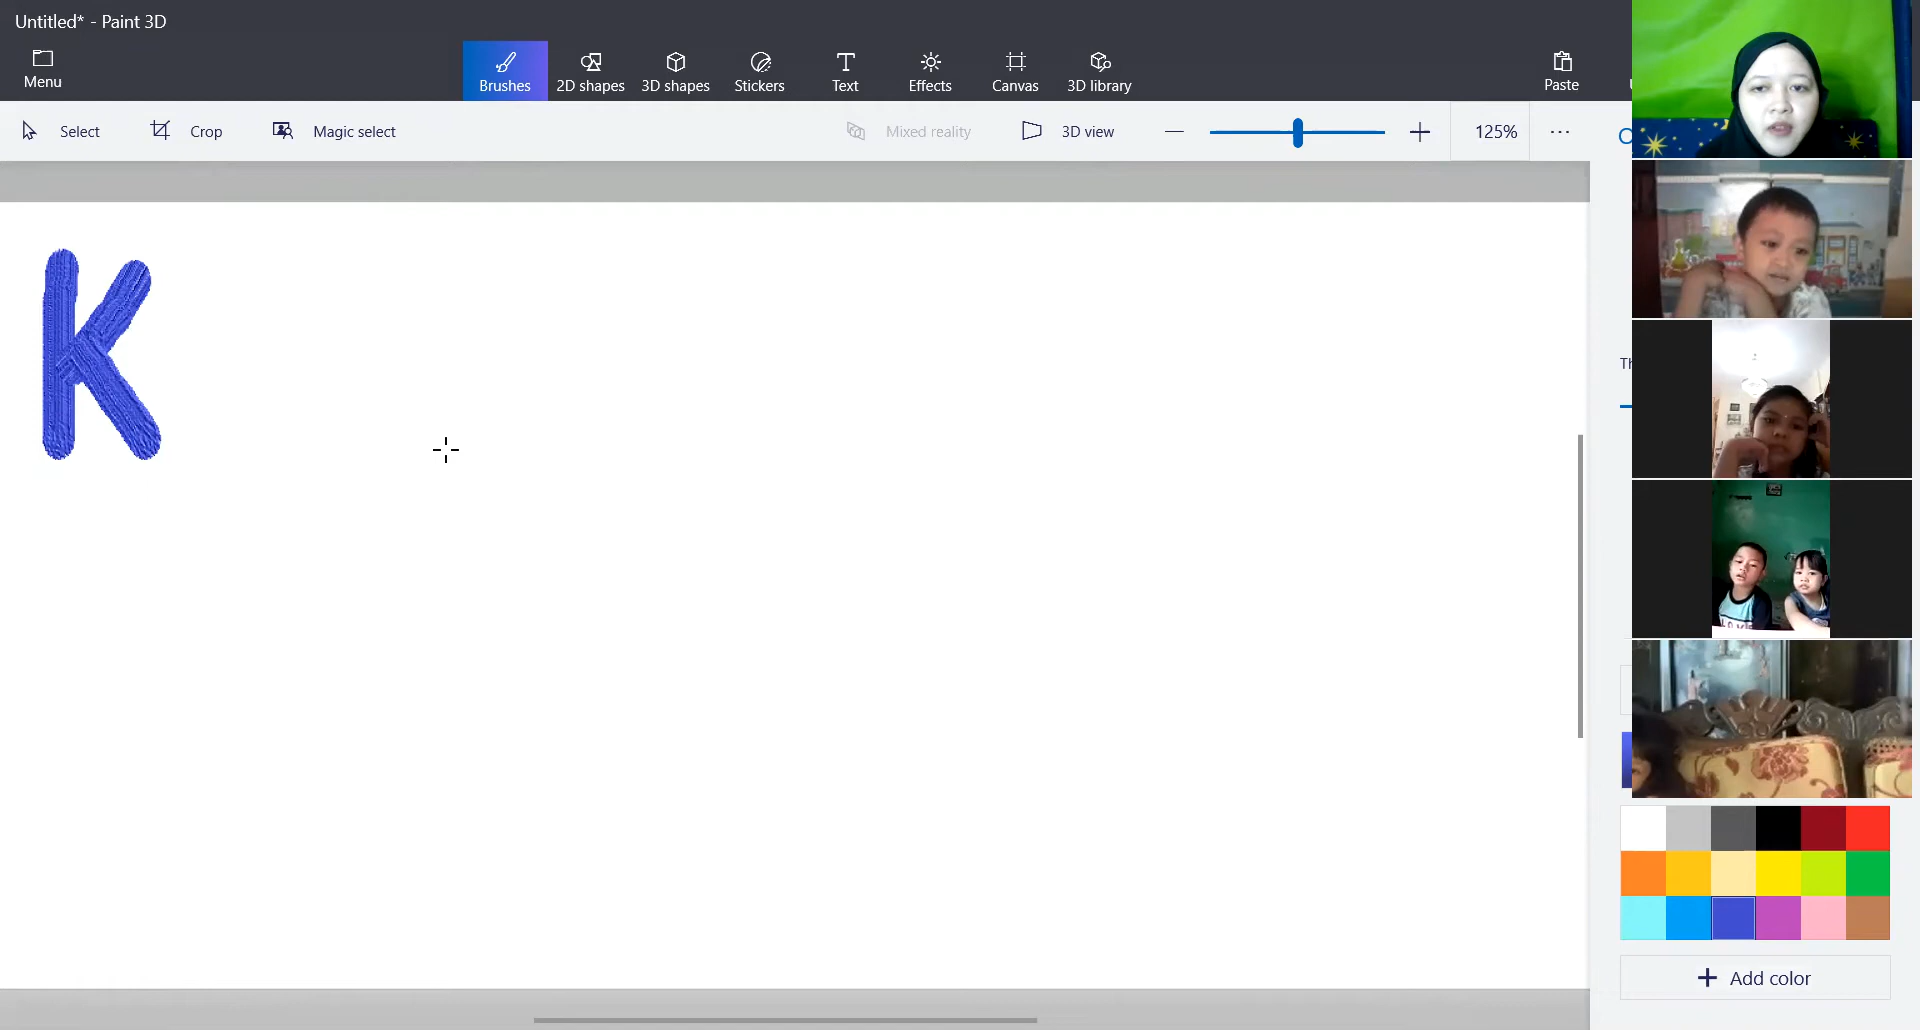 Untitled* - Paint 3D
Menu
Brushes
2D shapes
3D shapes
Stickers
Text
Effects
Canvas
3D library
Paste
Select
Crop
Magic select
Mixed reality
3D view
125%
K
Add color